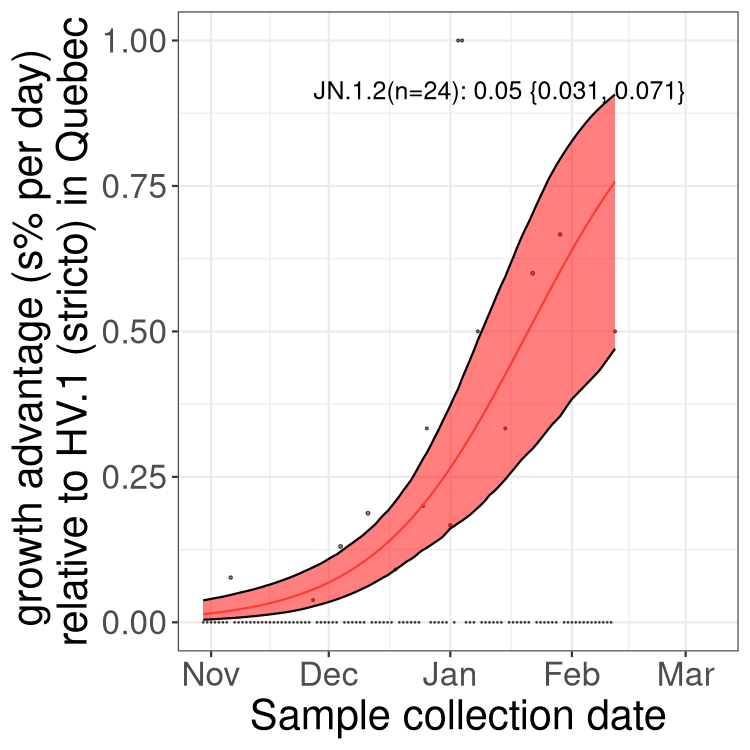 growth advantage (s% per day)
relative to HV.1 (stricto) in Quebec
1.00
0.75
0.50
0.25
0.00
JN.1.2(n=24): 0.05 {0.031, 0.071}
Nov Dec Jan Feb Mar
Sample collection date